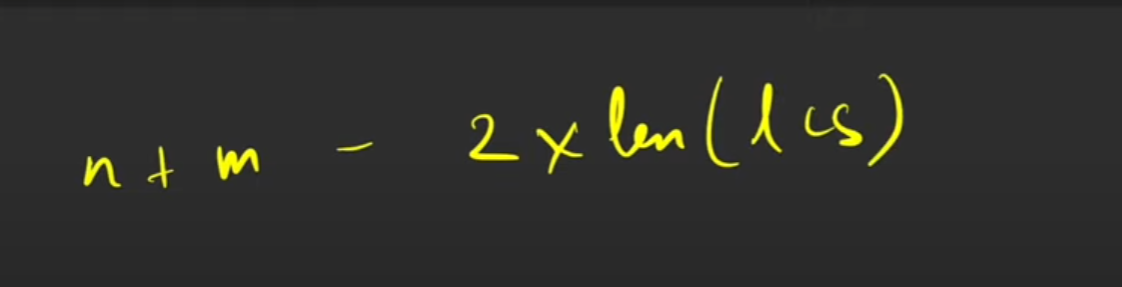 n + m - 2 x len(lcs)